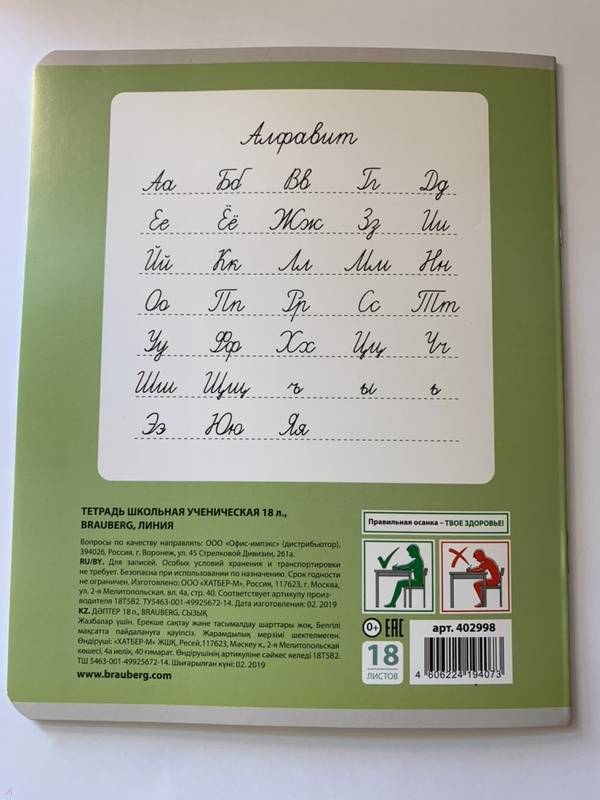 Алфавит
Аа Бб Вв Гг Дд
Ее Ёё Жж Зз Ии
Йй Кк Лл Мм Нн
Оо Пп Рр Сс Тт
Уу Фф Хх Цц Чч
Шш Щщ ъ ы ь
Ээ Юю Яя
ТЕТРАДЬ ШКОЛЬНАЯ УЧЕНИЧЕСКАЯ 18 л.,
BRAUBERG, ЛИНИЯ
Вопросы по качеству направлять: ООО «Офис-импэкс» (дистрибьютор),
394026, Россия, г. Воронеж, ул. 45 Стрелковой Дивизии, 261а.
RU/BY. Для записей. Особых условий хранения и транспортировки
не требует. Безопасна при использовании по назначению. Срок годности
не ограничен. Изготовлено; ООО «ХАТБЕР-М», Россия, 117623, г. Москва,
ул. 2-я Мелитопольская, вл. 4а, стр. 40. Соответствует артикулу произ-
водителя 18Т5В2. ТУ5463-001-49925672-14. Дата изготовления: 02. 2019
KZ. ДӘПТЕР 18 п., BRAUBERG, СЫЗЫҚ
Жазбалар үшін. Ерекше сақтау және тасымалдау шарттары жоқ. Белгілі
мақсатта пайдалануға қауіпсіз. Жарамдылық мерзімі шектелмеген.
Өндіруші: «ХАТБЕР-М» ЖШҚ, Ресей,117623, Маскеу к., 2-я Мелитопольская
көшесі, 4а иелік, 40 ғимарат. Өндірушінің артикуліне сәйкес келеді 18Т5В2.
ТШ 5463-001-49925672-14. Шығарылған күні: 02. 2019
www.brauberg.com
Правильная осанка – ТВОЕ ЗДОРОВЬЕ!
0+ EAC
18
ЛИСТОВ
арт. 402998
4 606224 194073